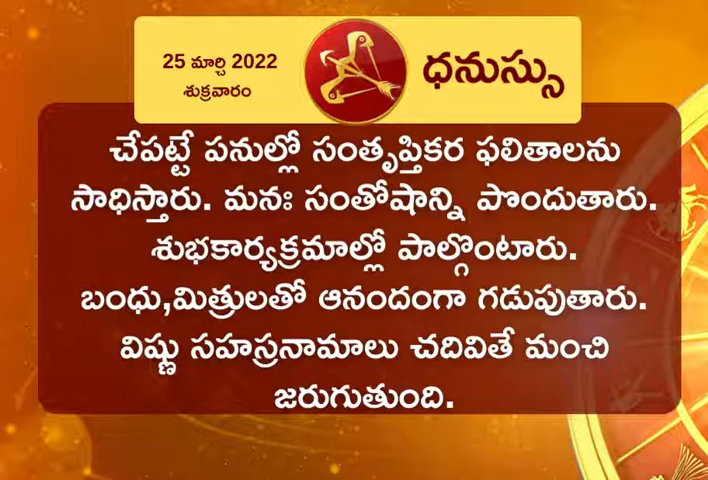 25 మార్చి 2022
శుక్రవారం
ధనుస్సు
చేపట్టే పనుల్లో సంతృప్తికర ఫలితాలను
సాధిస్తారు. మనః సంతోషాన్ని పొందుతారు.
శుభకార్యక్రమాల్లో పాల్గొంటారు.
బంధు,మిత్రులతో ఆనందంగా గడుపుతారు.
విష్ణు సహస్రనామాలు చదివితే మంచి
జరుగుతుంది.